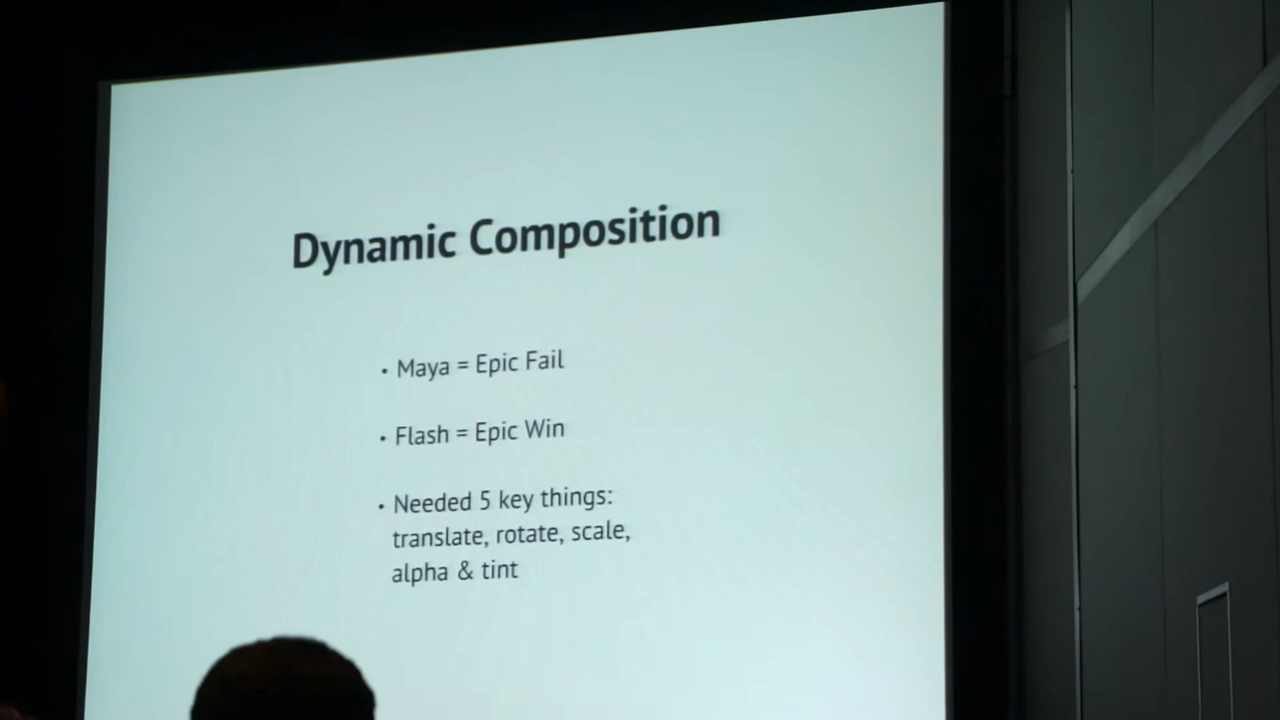 Dynamic Composition
• Maya = Epic Fail
• Flash = Epic Win
• Needed 5 key things:
translate, rotate, scale,
alpha & tint